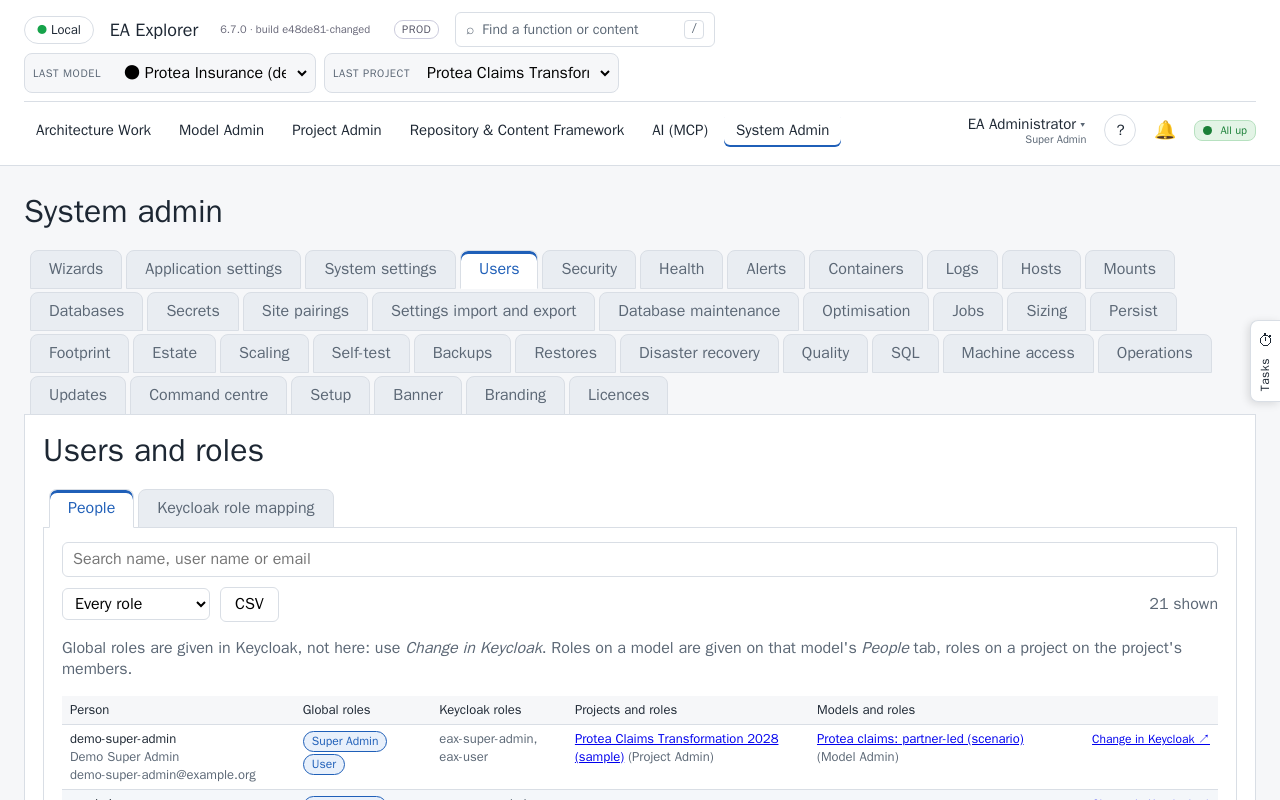 Local
EA Explorer
6.7.0 · build e48de81-changed
PROD
Find a function or content
/
LAST MODEL
Protea Insurance (de
LAST PROJECT
Protea Claims Transforr
Architecture Work
Model Admin
Project Admin
Repository & Content Framework
AI (MCP)
System Admin
EA Administrator
Super Admin
?
All up
System admin
Wizards
Application settings
System settings
Users
Security
Health
Alerts
Containers
Logs
Hosts
Mounts
Databases
Secrets
Site pairings
Settings import and export
Database maintenance
Optimisation
Jobs
Sizing
Persist
Footprint
Estate
Scaling
Self-test
Backups
Restores
Disaster recovery
Quality
SQL
Machine access
Operations
Updates
Command centre
Setup
Banner
Branding
Licences
Tasks
Users and roles
People
Keycloak role mapping
Search name, user name or email
Every role
CSV
21 shown
Global roles are given in Keycloak, not here: use Change in Keycloak. Roles on a model are given on that model's People tab, roles on a project on the project's
members.
Person
Global roles
Keycloak roles
Projects and roles
Models and roles
demo-super-admin
Demo Super Admin
demo-super-admin@example.org
Super Admin
User
eax-super-admin,
eax-user
Protea Claims Transformation 2028
(sample) (Project Admin)
Protea claims: partner-led (scenario)
(Model Admin)
Change in Keycloak ↗